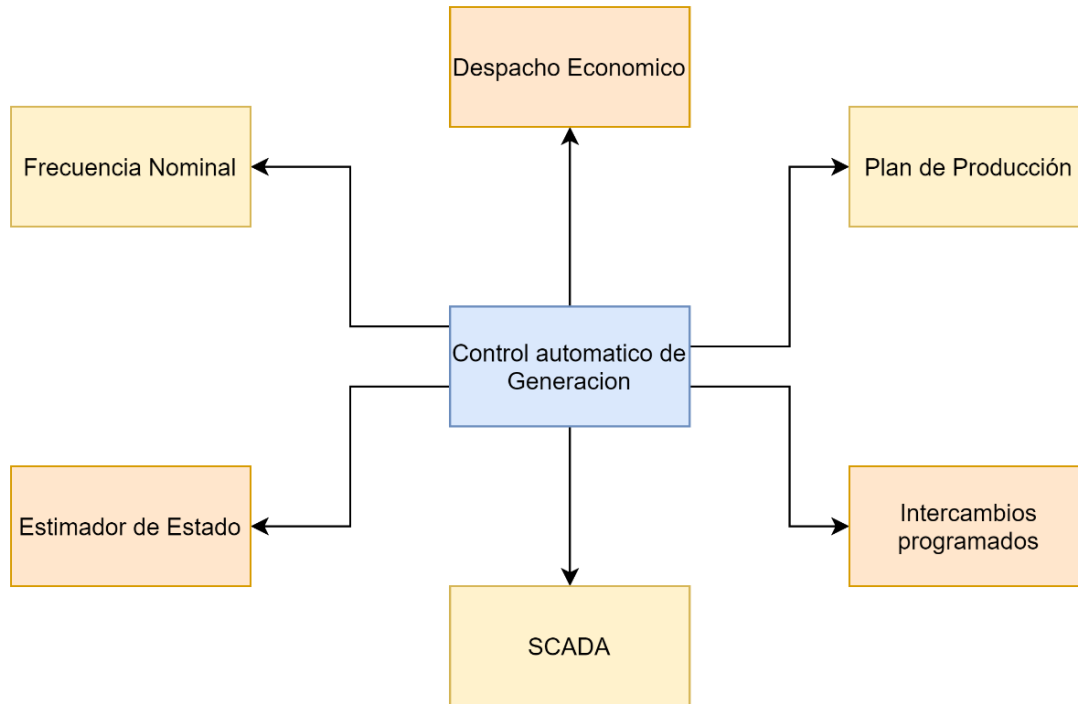 Despacho Economico
Frecuencia Nominal
Plan de Producción
Control automatico de
Generacion
Estimador de Estado
Intercambios
programados
SCADA